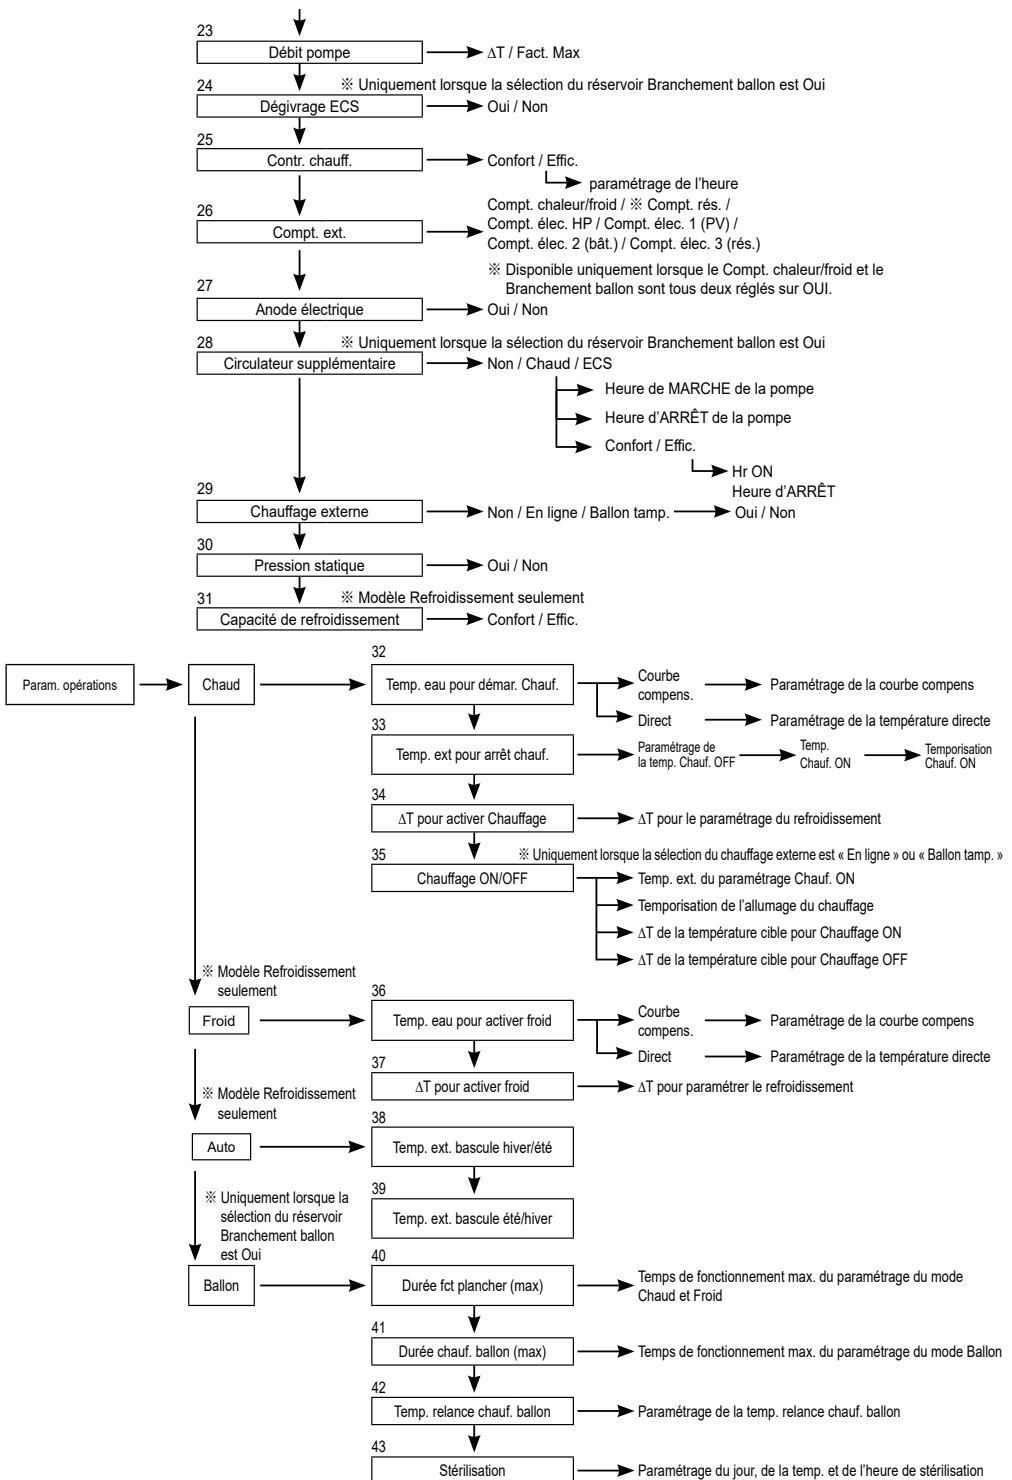 23
Débit pompe
ΔT / Fact. Max
24
※ Uniquement lorsque la sélection du réservoir Branchement ballon est Oui
Dégivrage ECS
Oui / Non
25
Contr. chauff.
Confort / Effic.
paramétrage de l'heure
26
Compt. ext.
Compt. chaleur/froid / ※ Compt. rés. /
Compt. élec. HP / Compt. élec. 1 (PV) /
Compt. élec. 2 (bât.) / Compt. élec. 3 (rés.)
※ Disponible uniquement lorsque le Compt. chaleur/froid et le
Branchement ballon sont tous deux réglés sur OUI.
27
Anode électrique
Oui / Non
28
※ Uniquement lorsque la sélection du réservoir Branchement ballon est Oui
Circulateur supplémentaire
Non / Chaud / ECS
Heure de MARCHE de la pompe
Heure d'ARRÊT de la pompe
Confort / Effic.
Hr ON
Heure d'ARRÊT
29
Chauffage externe
Non / En ligne / Ballon tamp.
Oui / Non
30
Pression statique
Oui / Non
31
※ Modèle Refroidissement seulement
Capacité de refroidissement
Confort / Effic.
Param. opérations
Chaud
32
Temp. eau pour démar. Chauf.
Courbe
compens.
Paramétrage de la courbe compens
Direct
Paramétrage de la température directe
33
Temp. ext pour arrêt chauf.
Paramétrage de
la temp. Chauf. OFF
Temp.
Chauf. ON
Temporisation
Chauf. ON
34
ΔT pour activer Chauffage
ΔT pour le paramétrage du refroidissement
35
※ Uniquement lorsque la sélection du chauffage externe est « En ligne » ou « Ballon tamp. »
Chauffage ON/OFF
Temp. ext. du paramétrage Chauf. ON
Temporisation de l'allumage du chauffage
ΔT de la température cible pour Chauffage ON
ΔT de la température cible pour Chauffage OFF
※ Modèle Refroidissement
seulement
Froid
36
Temp. eau pour activer froid
Courbe
compens.
Paramétrage de la courbe compens
Direct
Paramétrage de la température directe
37
ΔT pour activer froid
ΔT pour paramétrer le refroidissement
※ Modèle Refroidissement
seulement
Auto
38
Temp. ext. bascule hiver/été
39
Temp. ext. bascule été/hiver
※ Uniquement lorsque la
sélection du réservoir
Branchement ballon
est Oui
Ballon
40
Durée fct plancher (max)
Temps de fonctionnement max. du paramétrage du mode
Chaud et Froid
41
Durée chauf. ballon (max)
Temps de fonctionnement max. du paramétrage du mode Ballon
42
Temp. relance chauf. ballon
Paramétrage de la temp. relance chauf. ballon
43
Stérilisation
Paramétrage du jour, de la temp. et de l'heure de stérilisation